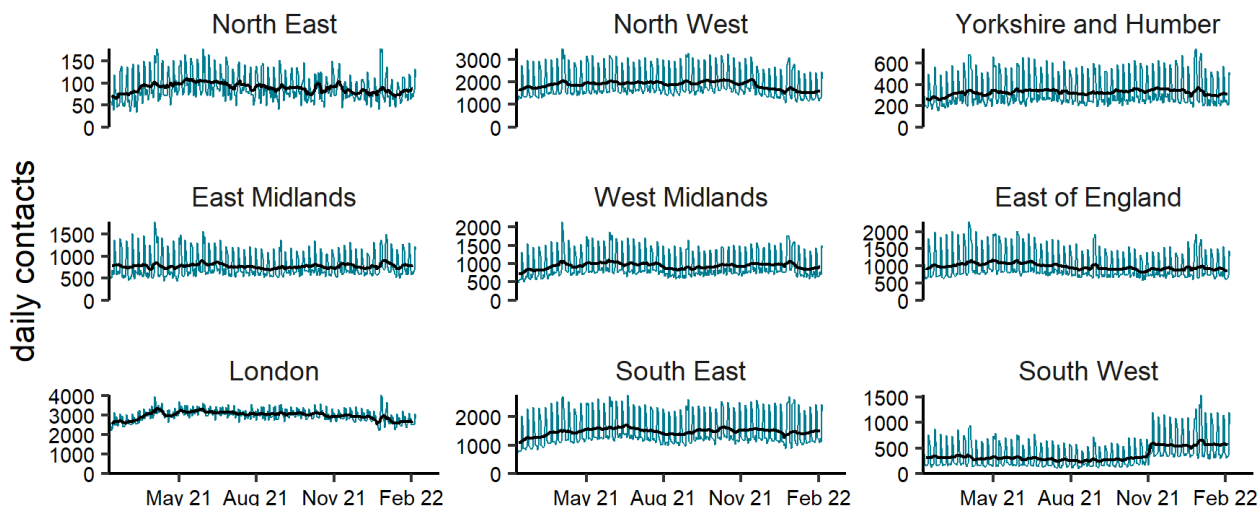 North East
North West
Yorkshire and Humber
150
100
50
0
3000
2000
1000
0
600
400
200
0
daily contacts
East Midlands
West Midlands
East of England
1500
1000
500
0
2000
1500
1000
500
0
2000
1500
1000
500
0
London
South East
South West
4000
3000
2000
1000
0
2000
1000
0
1500
1000
500
0
May 21 Aug 21 Nov 21 Feb 22
May 21 Aug 21 Nov 21 Feb 22
May 21 Aug 21 Nov 21 Feb 22